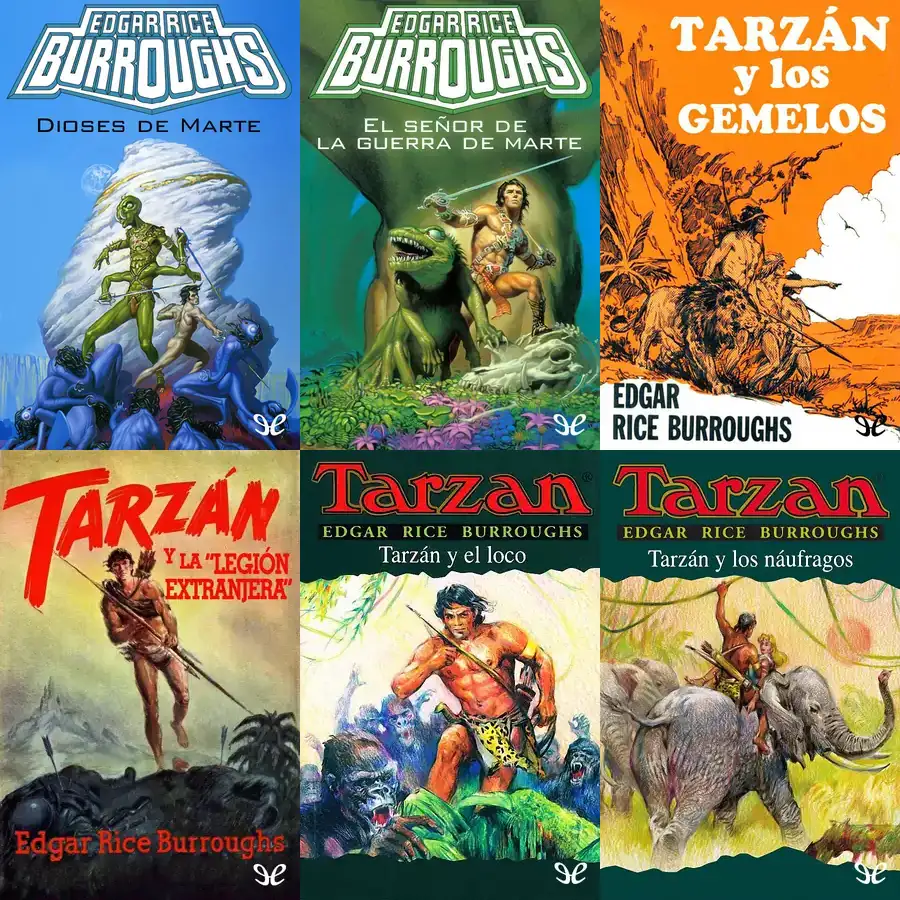 EDGAR RICE
BURROUGHS
DIOSES DE MARTE
EDGAR RICE
BURROUGHS
EL SEÑOR DE
LA GUERRA DE MARTE
TARZÁN
y los
GEMELOS
EDGAR
RICE BURROUGHS
TARZÁN
Y LA "LEGIÓN
EXTRANJERA"
Edgar Rice Burroughs
Tarzan®
EDGAR RICE BURROUGHS
Tarzán y el loco
Tarzan
EDGAR RICE BURROUGHS
Tarzán y los náufragos